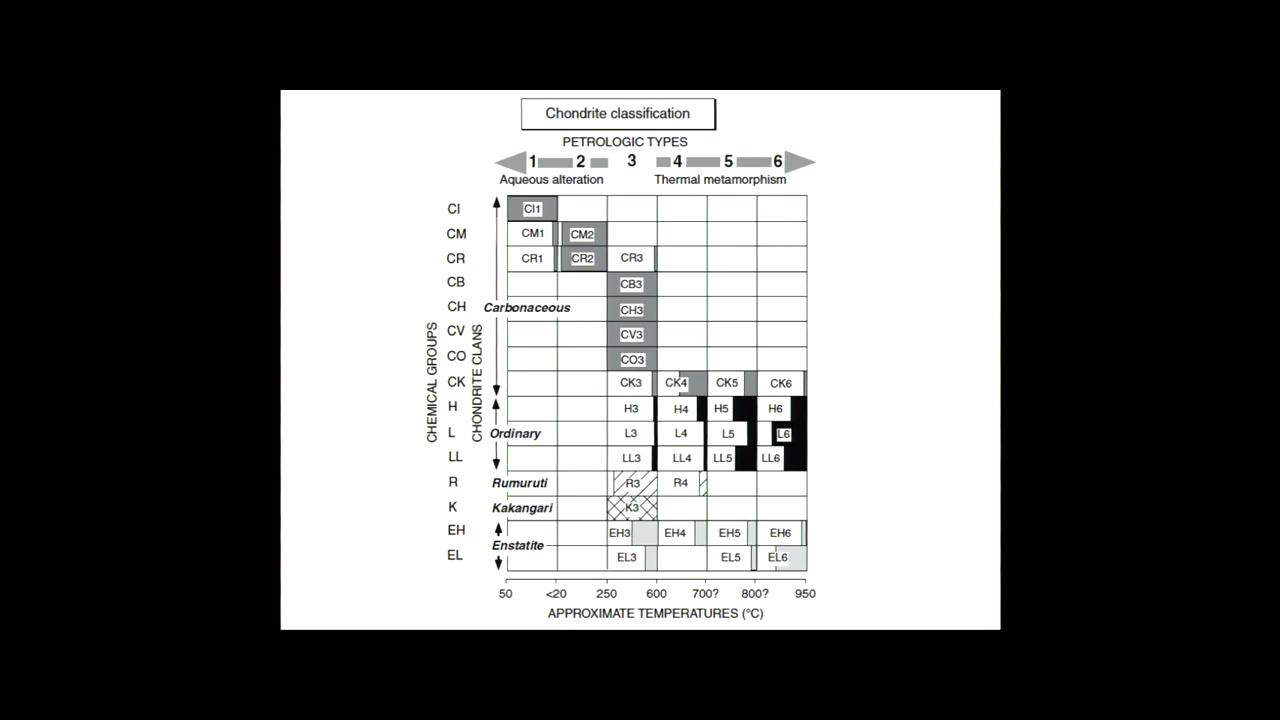 Chondrite classification
PETROLOGIC TYPES
1 2 3 4 5 6
Aqueous alteration Thermal metamorphism
CI CI1
CM CM1 CM2
CR CR1 CR2 CR3
CB CB3
CH Carbonaceous CH3
CV CV3
CO CO3
CK CK3 CK4 CK5 CK6
CHEMICAL GROUPS
CHONDRITE CLANS
H H3 H4 H5 H6
L Ordinary L3 L4 L5 L6
LL LL3 LL4 LL5 LL6
R Rumuruti R3 R4
K Kakangari K3
EH EH3 EH4 EH5 EH6
Enstatite
EL EL3 EL5 EL6
50 <20 250 600 700? 800? 950
APPROXIMATE TEMPERATURES (°C)